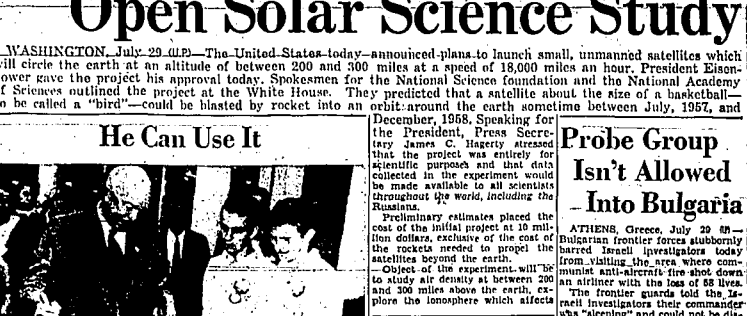 Open Solar Science Study
WASHINGTON, July 29 (U.P.)—The United States today announced plans to launch small, unmanned satellites which
will circle the earth at an altitude of between 200 and 300 miles at a speed of 18,000 miles an hour. President Eisen-
ower gave the project his approval today. Spokesmen for the National Science foundation and the National Academy
f Sciences outlined the project at the White House. They predicted that a satellite about the size of a basketball—
o be called a "bird"—could be blasted by rocket into an orbit around the earth sometime between July, 1957, and
He Can Use It
December, 1958. Speaking for
the President, Press Secre-
tary James C. Hagerty stressed
that the project was entirely for
scientific purposes and that data
collected in the experiment would
be made available to all scientists
throughout the world, including the
Russians.
Preliminary estimates placed the
cost of the initial project at 10 mil-
lion dollars, exclusive of the cost of
the rockets needed to propel the
satellites beyond the earth.
Object of the experiment will be
to study air density at between 200
and 300 miles above the earth, ex-
plore the ionosphere which affects
Probe Group
Isn't Allowed
Into Bulgaria
ATHENS, Greece, July 29 (U.P.)—
Bulgarian frontier forces stubbornly
barred Israeli investigators today
from visiting the area where com-
munist anti-aircraft fire shot down
an airliner with the loss of 58 lives.
The frontier guards told the Is-
raeli investigators their commander
was "sleeping" and could not be dis-